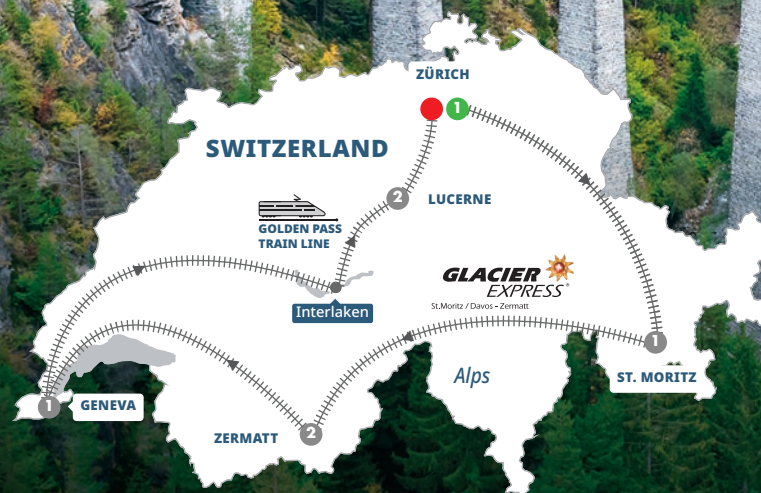 ZÜRICH
1
SWITZERLAND
2
LUCERNE
GOLDEN PASS
TRAIN LINE
GLACIER
EXPRESS®
St.Moritz / Davos – Zermatt
Interlaken
1
Alps
ST. MORITZ
1
GENEVA
ZERMATT
2